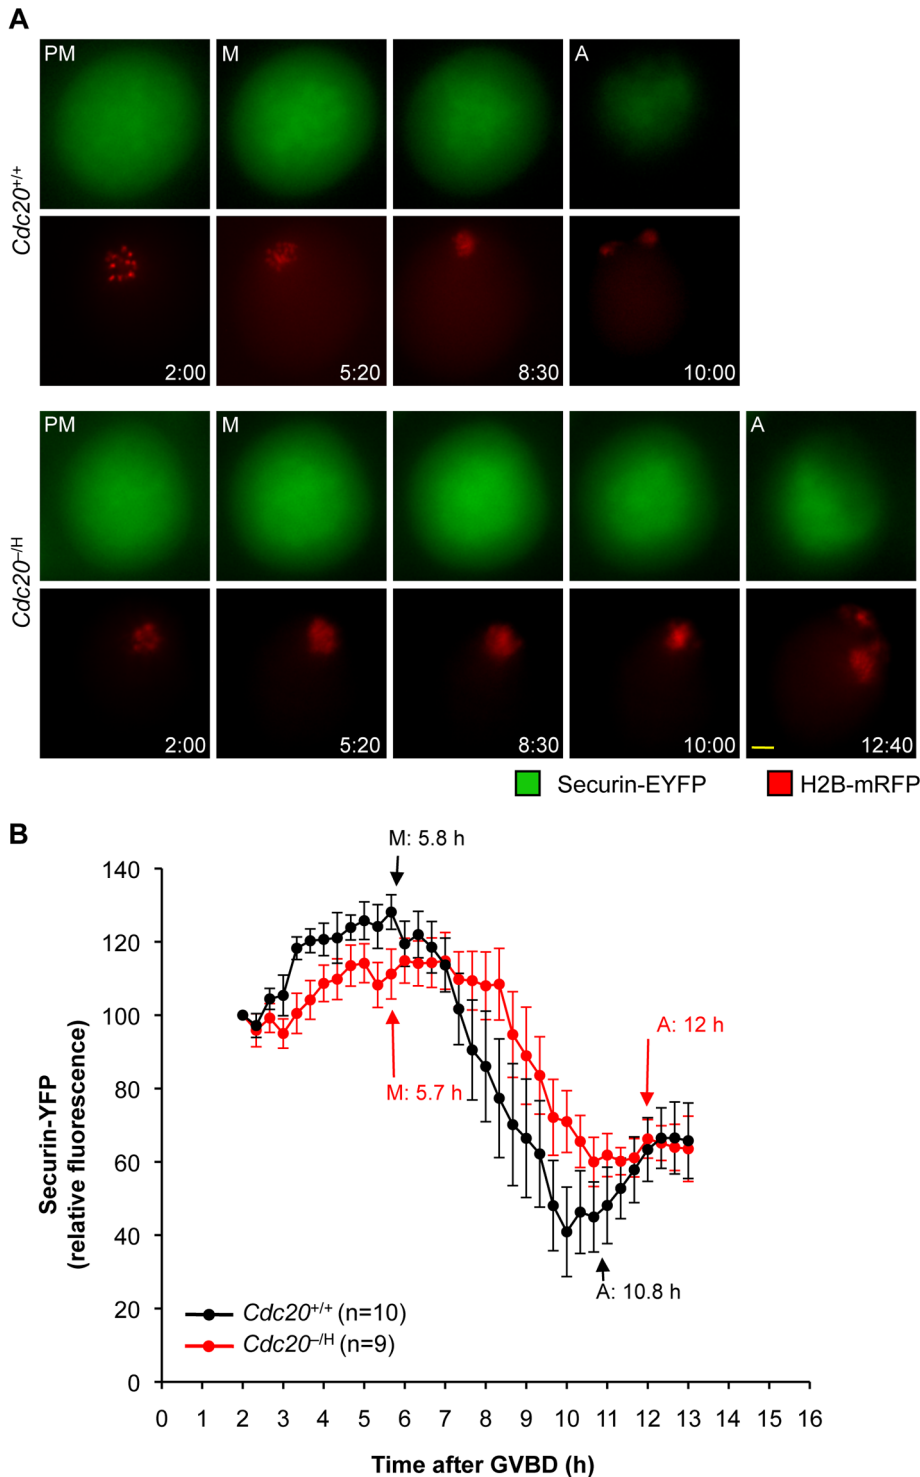 A
PM M A
Cdc20+/+
2:00 5:20 8:30 10:00
PM M A
Cdc20–/H
2:00 5:20 8:30 10:00 12:40
Securin-EYFP H2B-mRFP
B
M: 5.8 h
140
120
100
80
60
40
20
0
Securin-YFP
(relative fluorescence)
A: 12 h
M: 5.7 h
A: 10.8 h
Cdc20+/+ (n=10)
Cdc20–/H (n=9)
0 1 2 3 4 5 6 7 8 9 10 11 12 13 14 15 16
Time after GVBD (h)